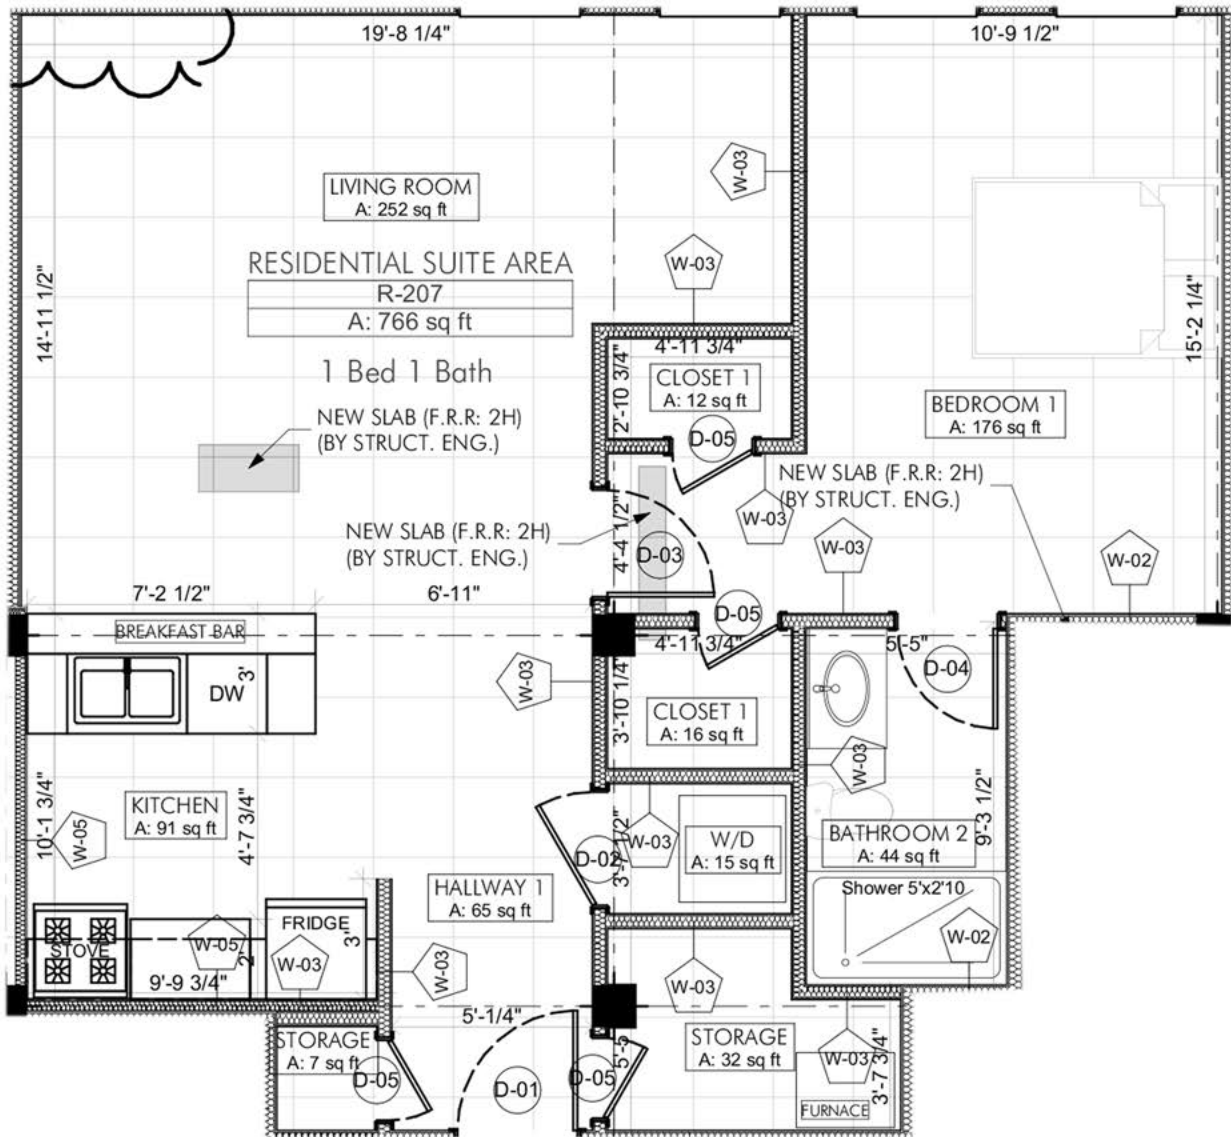 19'-8 1/4"
10'-9 1/2"
W-03
LIVING ROOM
A: 252 sq ft
W-03
RESIDENTIAL SUITE AREA
R-207
A: 766 sq ft
14'-11 1/2"
15'-2 1/4"
1 Bed 1 Bath
4'-11 3/4"
2'-10 3/4"
CLOSET 1
A: 12 sq ft
D-05
BEDROOM 1
A: 176 sq ft
NEW SLAB (F.R.R: 2H)
(BY STRUCT. ENG.)
NEW SLAB (F.R.R: 2H)
(BY STRUCT. ENG.)
NEW SLAB (F.R.R: 2H)
(BY STRUCT. ENG.)
4'-4 1/2"
D-03
W-03
W-03
W-02
7'-2 1/2"
6'-11"
D-05
BREAKFAST BAR
4'-11 3/4"
5'-5"
D-04
3'
DW
W-03
3'-10 1/4"
CLOSET 1
A: 16 sq ft
W-03
10'-1 3/4"
KITCHEN
A: 91 sq ft
W-05
4'-7 3/4"
D-02
3'-7 1/2"
W-03
W/D
A: 15 sq ft
BATHROOM 2
A: 44 sq ft
9'-3 1/2"
Shower 5'x2'10
HALLWAY 1
A: 65 sq ft
STOVE
W-05
2'
FRIDGE
3'
W-03
9'-9 3/4"
W-03
W-03
W-02
5'-1/4"
STORAGE
A: 7 sq ft
D-05
D-01
D-05
5'-5
STORAGE
A: 32 sq ft
W-03
3'-7 3/4"
FURNACE